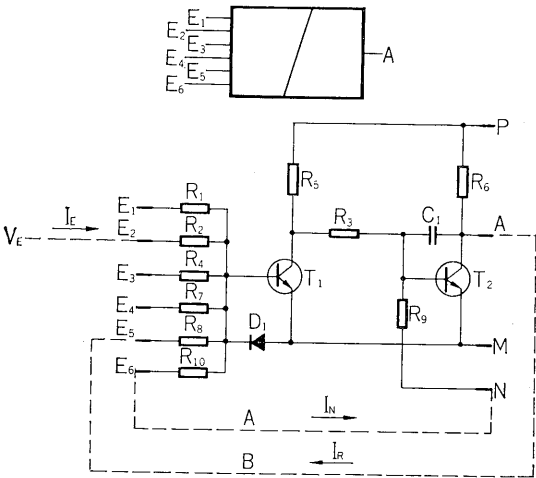 E1
E2
E3
E4
E5
E6
A
P
R5
R6
E1 R1
IE
VE
E2 R2
R3 C1 A
E3 R4
T1 T2
E4 R7
R9
E5 R8 D1
M
E6 R10
N
A IN
B IR